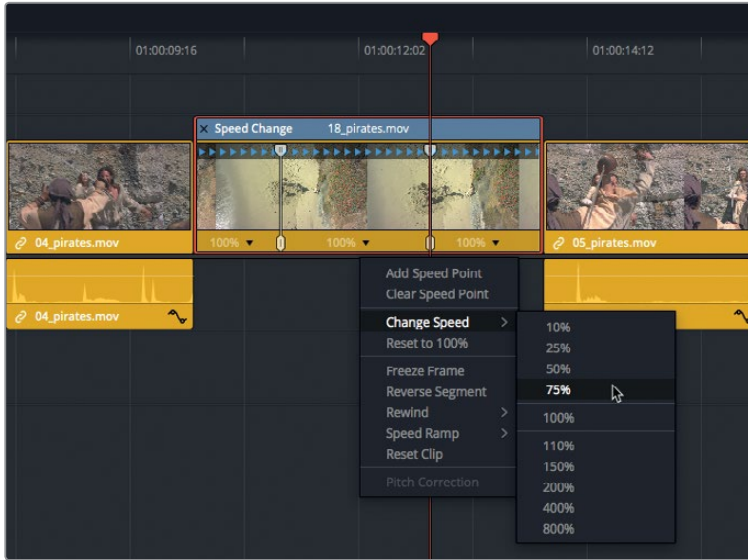 01:00:09:16
01:00:12:02
01:00:14:12
× Speed Change 18_pirates.mov
04_pirates.mov
100% ▼ 100% ▼ 100% ▼
05_pirates.mov
04_pirates.mov
Add Speed Point
Clear Speed Point
Change Speed >
Reset to 100%
Freeze Frame
Reverse Segment
Rewind >
Speed Ramp >
Reset Clip
Pitch Correction
10%
25%
50%
75%
100%
110%
150%
200%
400%
800%